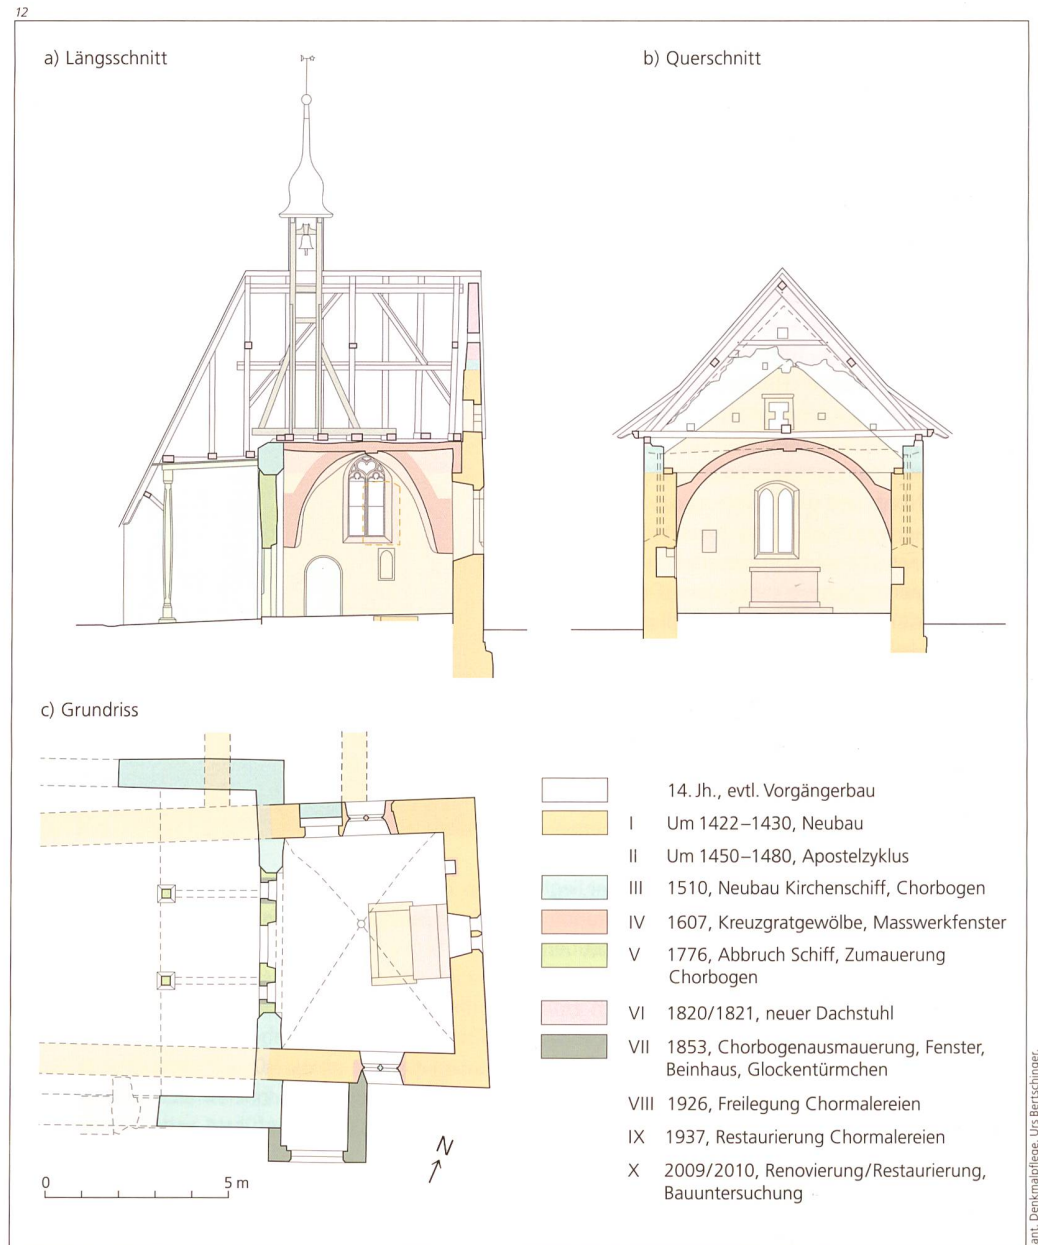 12
a) Längsschnitt
b) Querschnitt
c) Grundriss
14. Jh., evtl. Vorgängerbau
I Um 1422–1430, Neubau
II Um 1450–1480, Apostelzyklus
III 1510, Neubau Kirchenschiff, Chorbogen
IV 1607, Kreuzgratgewölbe, Masswerkfenster
V 1776, Abbruch Schiff, Zumauerung
Chorbogen
VI 1820/1821, neuer Dachstuhl
VII 1853, Chorbogenausmauerung, Fenster,
Beinhaus, Glockentürmchen
VIII 1926, Freilegung Chormalereien
IX 1937, Restaurierung Chormalereien
X 2009/2010, Renovierung/Restaurierung,
Bauuntersuchung
N
0 5 m
ant. Denkmalpflege, Urs Bertschinger.